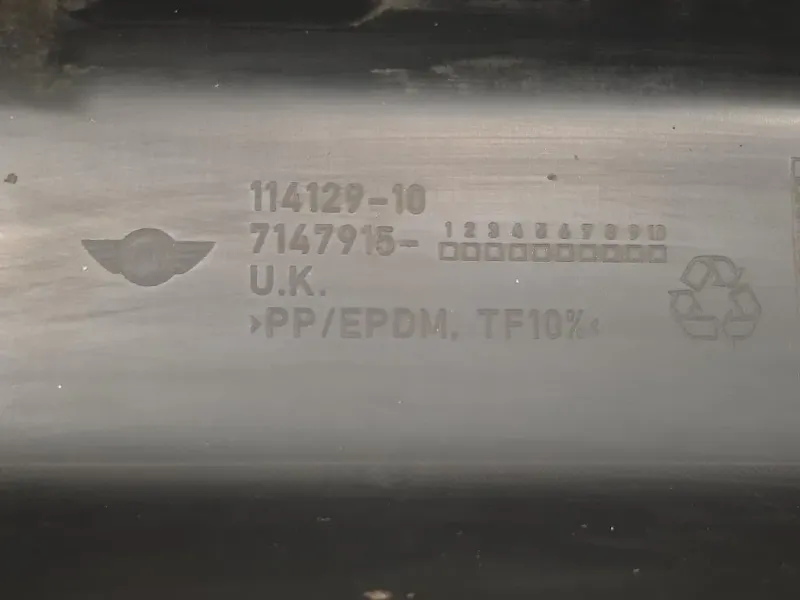 114129-10
7147915- 1 2 3 4 5 6 7 8 9 10
U.K.
>PP/EPDM, TF10%<